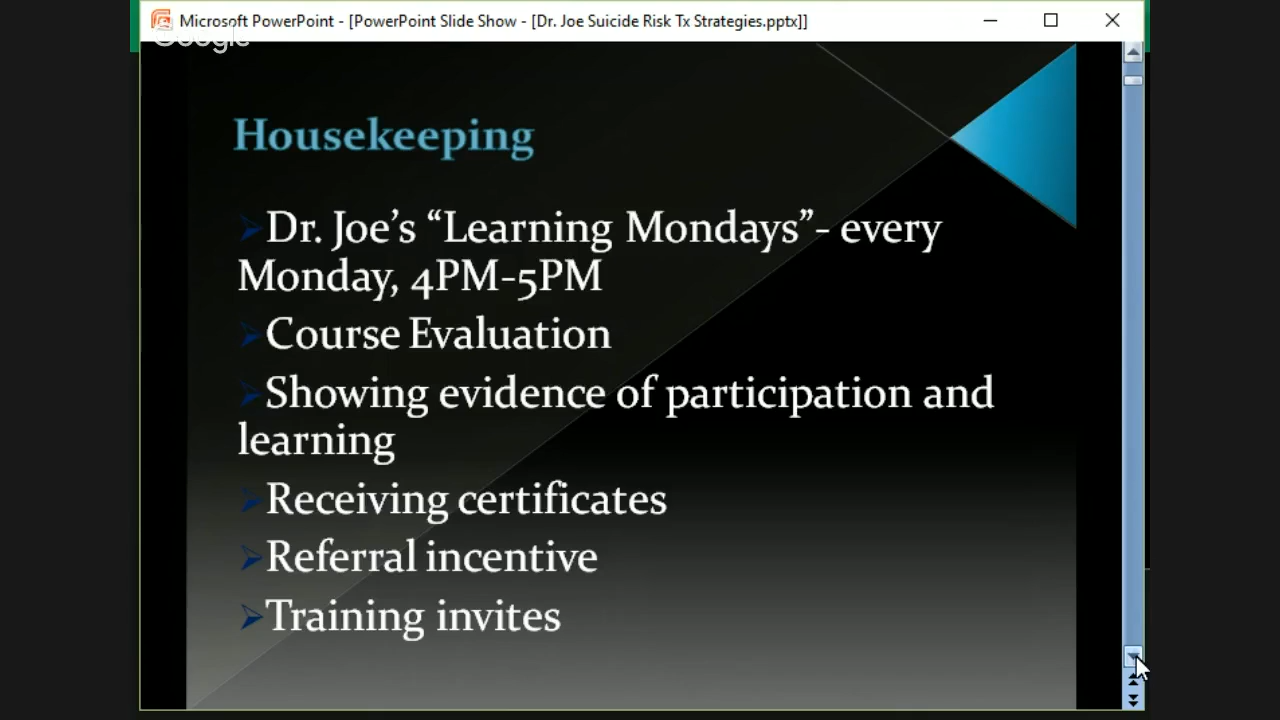 Microsoft PowerPoint - [PowerPoint Slide Show - [Dr. Joe Suicide Risk Tx Strategies.pptx]]
Google
Housekeeping
Dr. Joe's “Learning Mondays”- every
Monday, 4PM-5PM
Course Evaluation
Showing evidence of participation and
learning
Receiving certificates
Referral incentive
Training invites